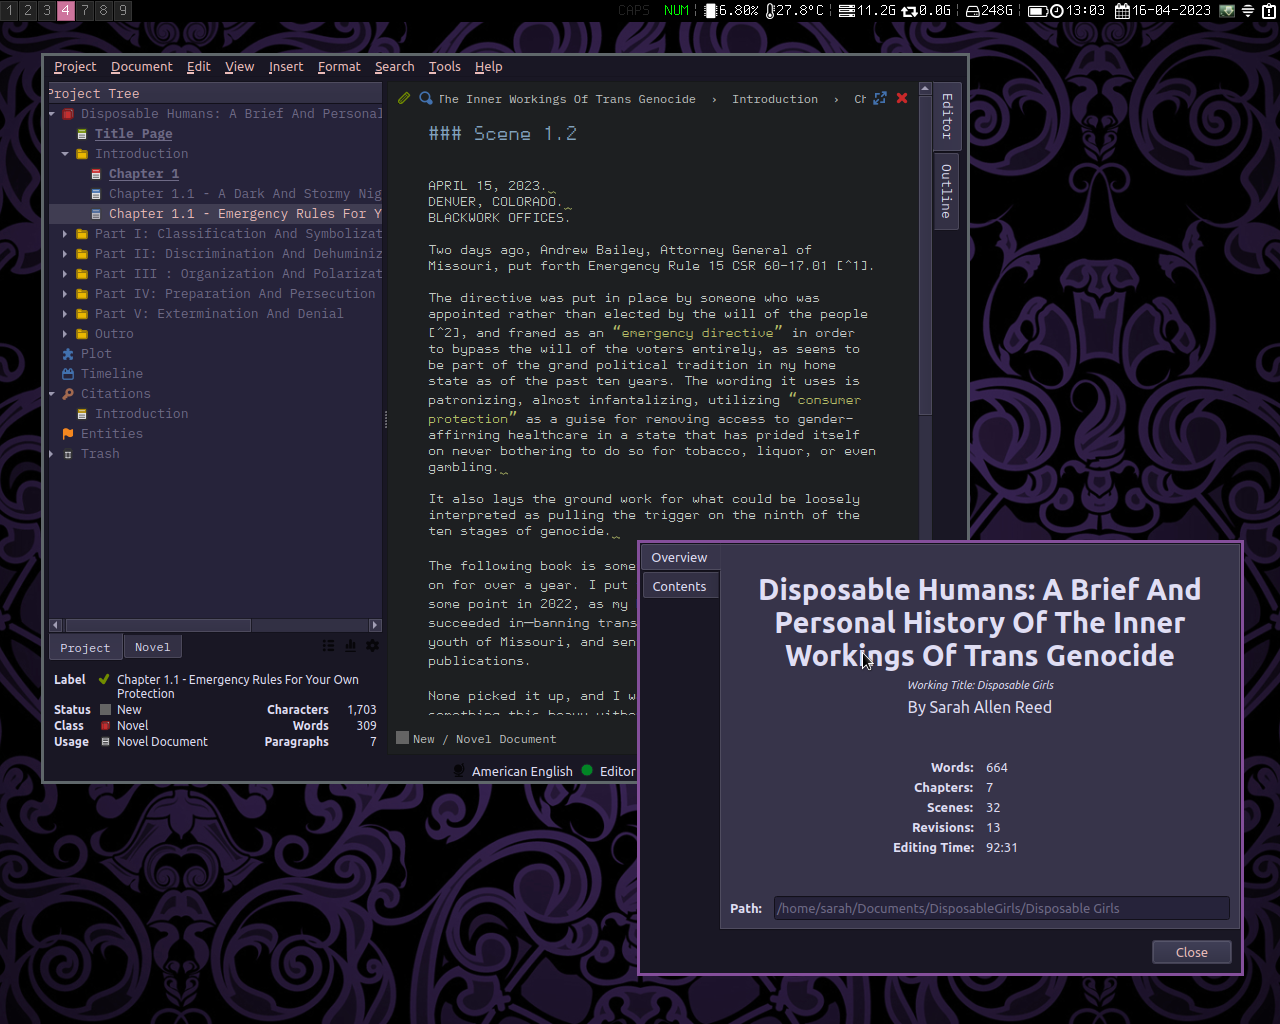 1 2 3 4 7 8 9
CAPS NUM 6.80% 27.8°C 11.2G 0.0G 248G 13:03 16-04-2023
Project Document Edit View Insert Format Search Tools Help
Project Tree
Disposable Humans: A Brief And Personal
Title Page
Introduction
Chapter 1
Chapter 1.1 - A Dark And Stormy Nig
Chapter 1.1 - Emergency Rules For Y
Part I: Classification And Symbolizat
Part II: Discrimination And Dehuminiz
Part III : Organization And Polarizat
Part IV: Preparation And Persecution
Part V: Extermination And Denial
Outro
Plot
Timeline
Citations
Introduction
Entities
Trash
Project Novel
Label Chapter 1.1 - Emergency Rules For Your Own
Protection
Status New Characters 1,703
Class Novel Words 309
Usage Novel Document Paragraphs 7
The Inner Workings Of Trans Genocide › Introduction › Ch
### Scene 1.2
APRIL 15, 2023.
DENVER, COLORADO.
BLACKWORK OFFICES.
Two days ago, Andrew Bailey, Attorney General of
Missouri, put forth Emergency Rule 15 CSR 60-17.01 [^1].
The directive was put in place by someone who was
appointed rather than elected by the will of the people
[^2], and framed as an “emergency directive” in order
to bypass the will of the voters entirely, as seems to
be part of the grand political tradition in my home
state as of the past ten years. The wording it uses is
patronizing, almost infantalizing, utilizing “consumer
protection” as a guise for removing access to gender-
affirming healthcare in a state that has prided itself
on never bothering to do so for tobacco, liquor, or even
gambling.
It also lays the ground work for what could be loosely
interpreted as pulling the trigger on the ninth of the
ten stages of genocide.
The following book is some
on for over a year. I put
some point in 2022, as my
succeeded in—banning trans
youth of Missouri, and sen
publications.
None picked it up, and I w
something this heavy withe
New / Novel Document
American English Editor
Editor
Outline
Overview
Contents
Disposable Humans: A Brief And
Personal History Of The Inner
Workings Of Trans Genocide
Working Title: Disposable Girls
By Sarah Allen Reed
Words: 664
Chapters: 7
Scenes: 32
Revisions: 13
Editing Time: 92:31
Path: /home/sarah/Documents/DisposableGirls/Disposable Girls
Close